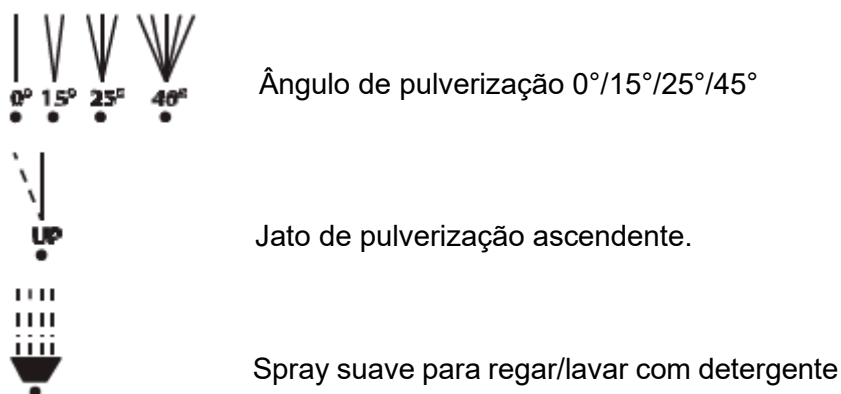 0° 15° 25° 40°
Ângulo de pulverização 0°/15°/25°/45°
UP
Jato de pulverização ascendente.
Spray suave para regar/lavar com detergente